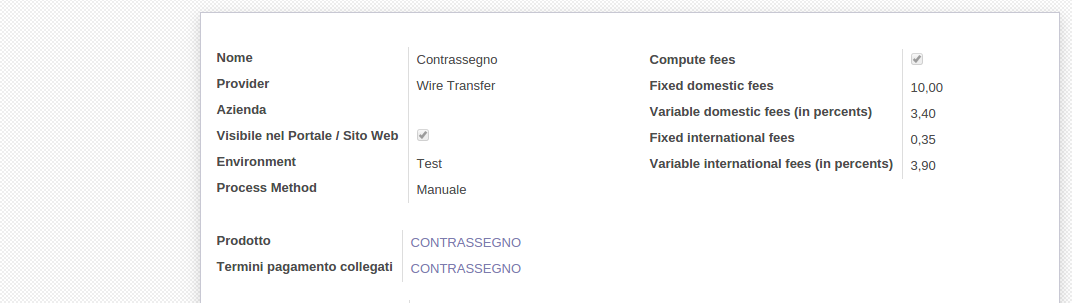 Nome Contrassegno
Provider Wire Transfer
Azienda
Visibile nel Portale / Sito Web
Environment Test
Process Method Manuale
Compute fees
Fixed domestic fees 10,00
Variable domestic fees (in percents) 3,40
Fixed international fees 0,35
Variable international fees (in percents) 3,90
Prodotto CONTRASSEGNO
Termini pagamento collegati CONTRASSEGNO